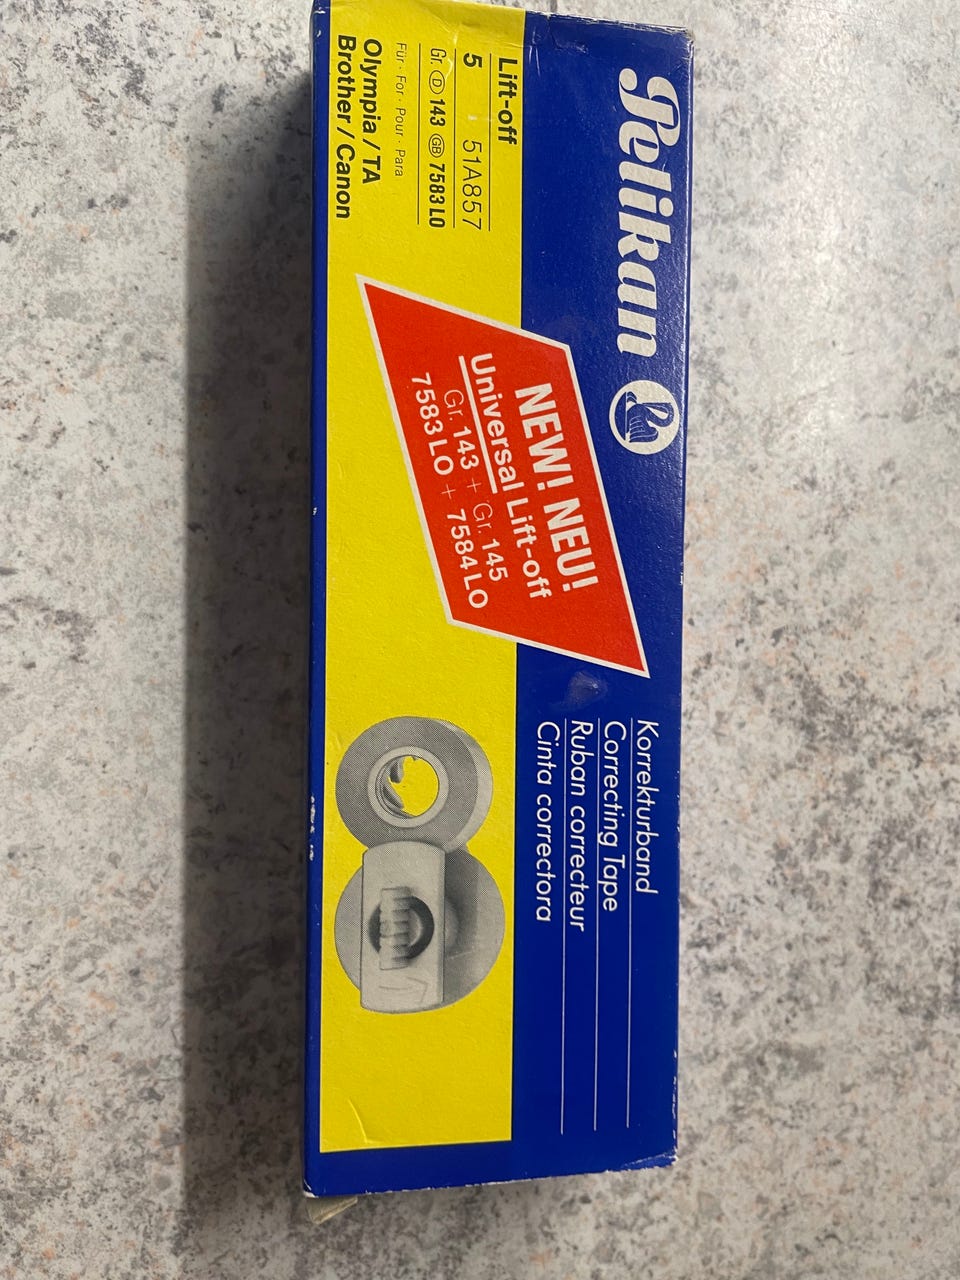 Pelikan
Korrekturband
Correcting Tape
Ruban correcteur
Cinta correctora
Lift-off
5 51A857
Gr. D 143 GB 7583 LO
Für · For · Pour · Para
Olympia / TA
Brother / Canon
NEW! NEU!
Universal Lift-off
Gr. 143 + Gr. 145
7583 LO + 7584 LO